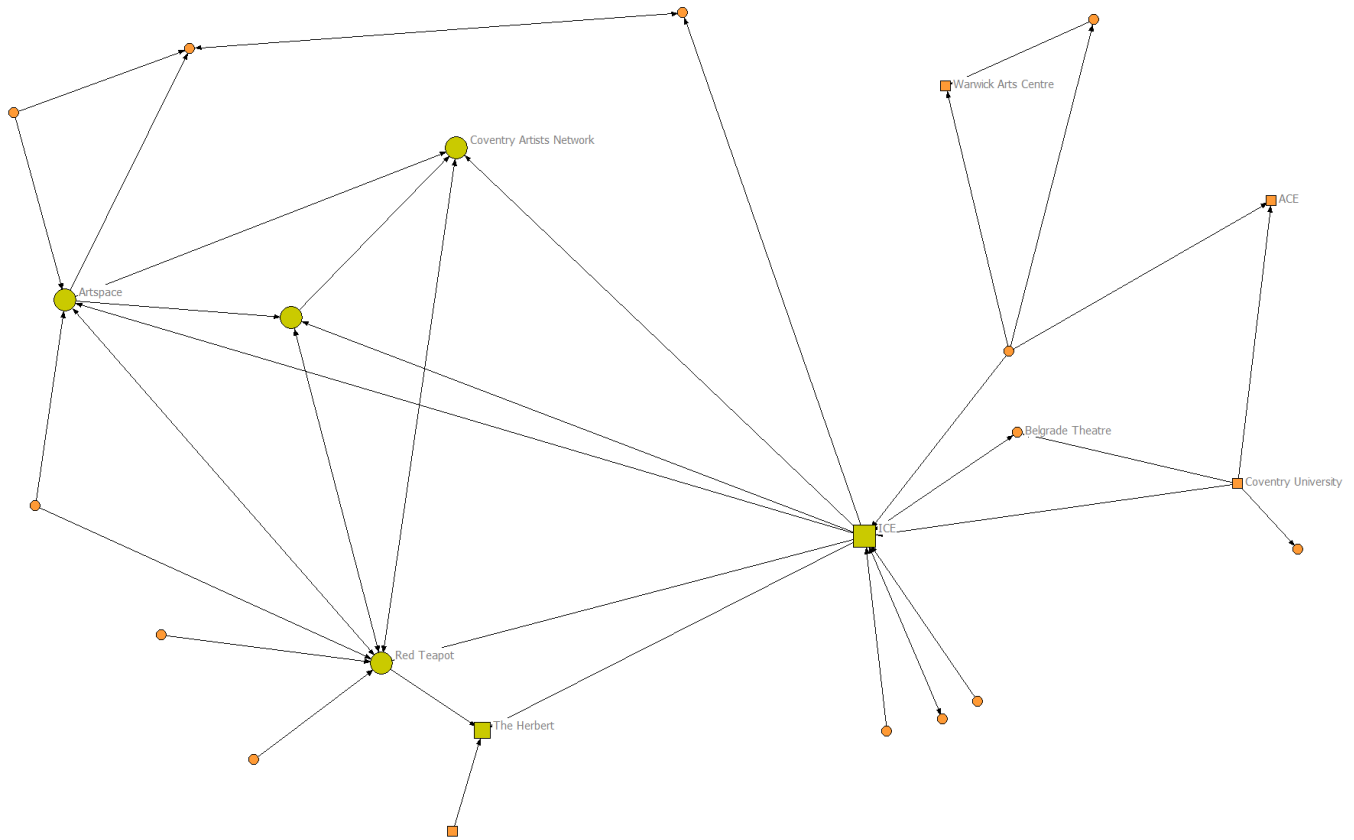 Warwick Arts Centre
Coventry Artists Network
ACE
Artspace
Belgrade Theatre
Coventry University
ICE
Red Teapot
The Herbert